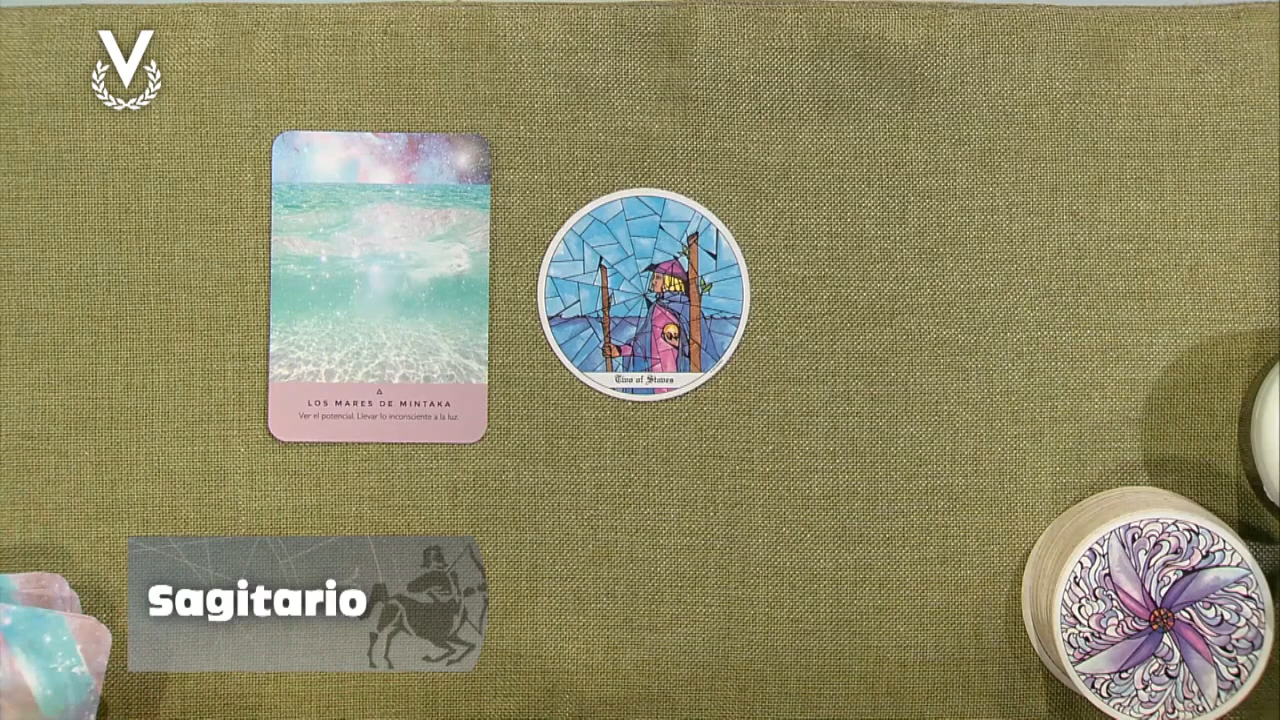 V
LOS MARES DE MINTAKA
Ver el potencial. Llevar lo inconsciente a la luz.
Two of Staves
Sagitario